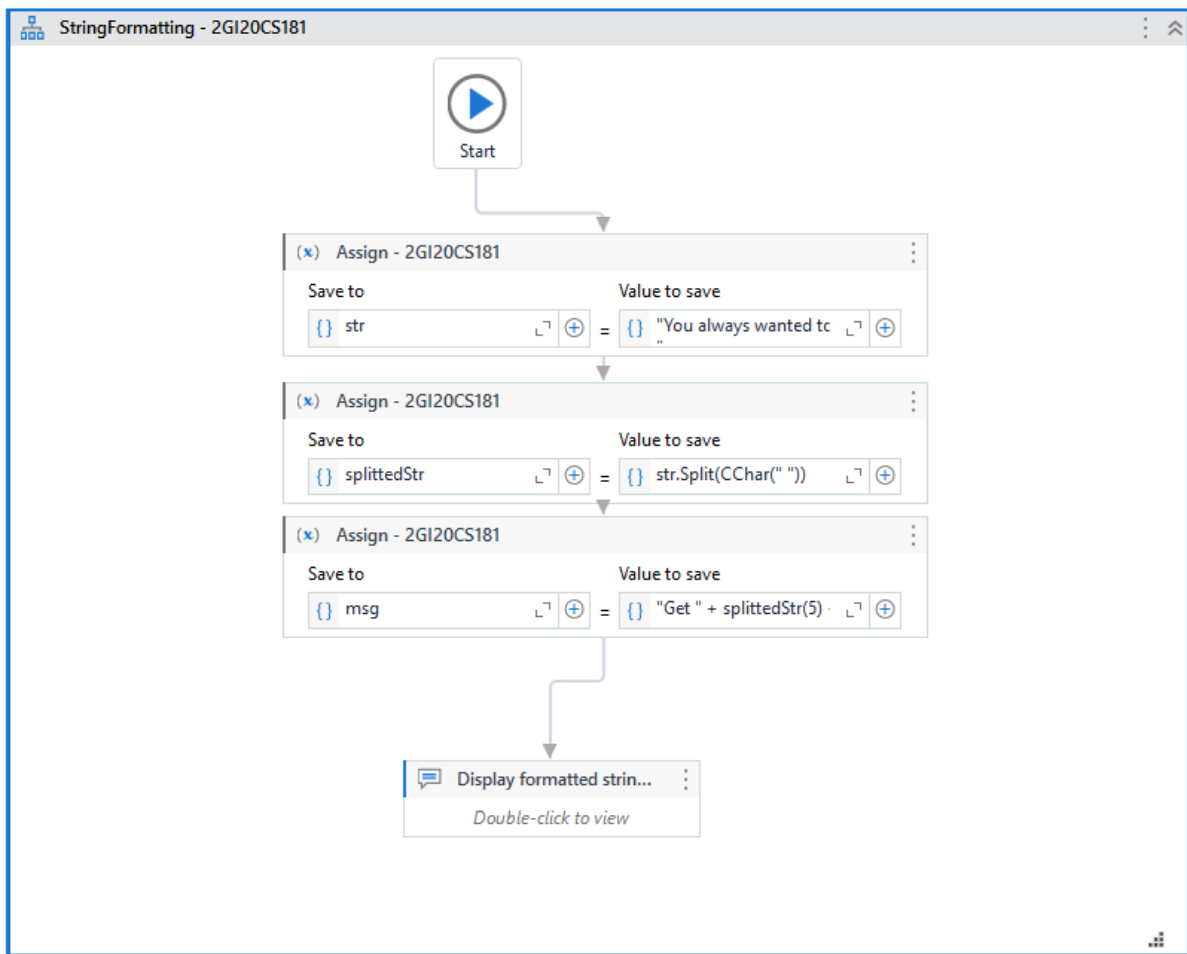 StringFormatting - 2GI20CS181
Start
(x) Assign - 2GI20CS181
Save to Value to save
{} str = {} "You always wanted to
"
(x) Assign - 2GI20CS181
Save to Value to save
{} splittedStr = {} str.Split(CChar(" "))
(x) Assign - 2GI20CS181
Save to Value to save
{} msg = {} "Get " + splittedStr(5)
Display formatted strin...
Double-click to view